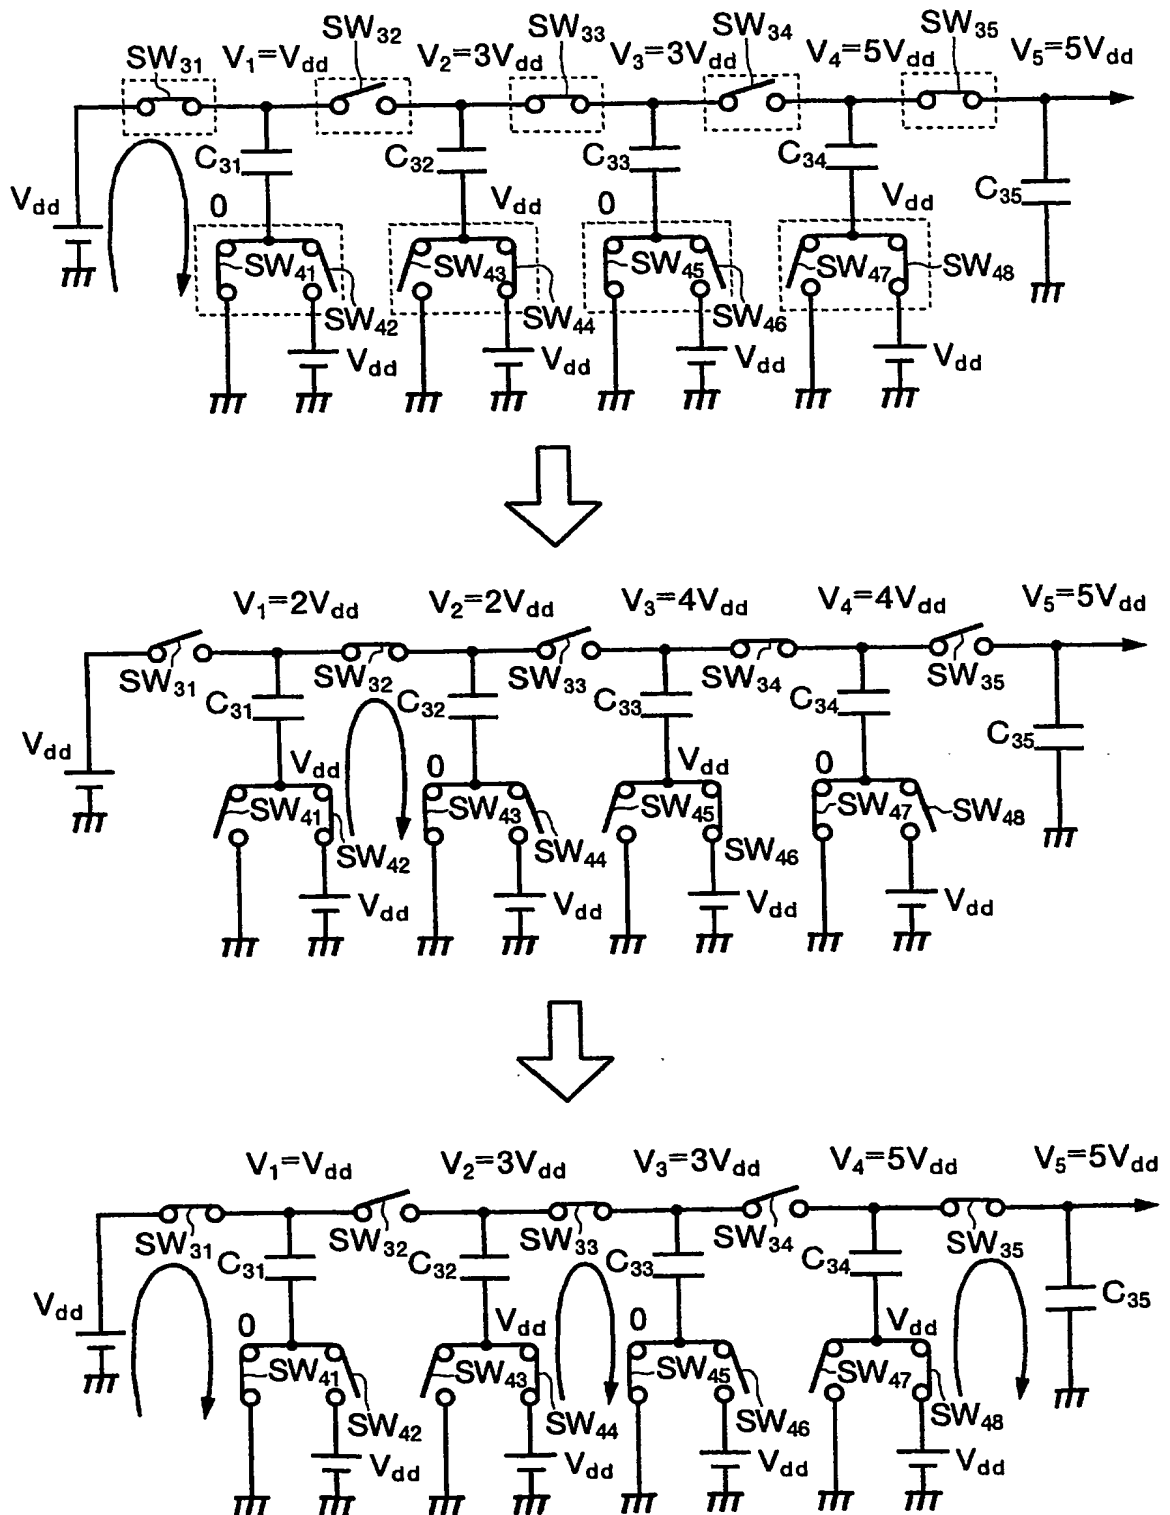 SW31 V1=Vdd SW32 V2=3Vdd SW33 V3=3Vdd SW34 V4=5Vdd SW35 V5=5Vdd
C31 C32 C33 C34 C35
Vdd 0 Vdd 0 Vdd
SW41 SW43 SW45 SW47 SW48
SW42 SW44 SW46
Vdd Vdd Vdd Vdd
V1=2Vdd V2=2Vdd V3=4Vdd V4=4Vdd V5=5Vdd
SW31 SW32 SW33 SW34 SW35
C31 C32 C33 C34 C35
Vdd Vdd 0 Vdd 0
SW41 SW43 SW45 SW47 SW48
SW42 SW44 SW46
Vdd Vdd Vdd Vdd
V1=Vdd V2=3Vdd V3=3Vdd V4=5Vdd V5=5Vdd
SW31 SW32 SW33 SW34 SW35
C31 C32 C33 C34 C35
Vdd 0 Vdd 0 Vdd
SW41 SW43 SW45 SW47
SW42 SW44 SW46 SW48
Vdd Vdd Vdd Vdd